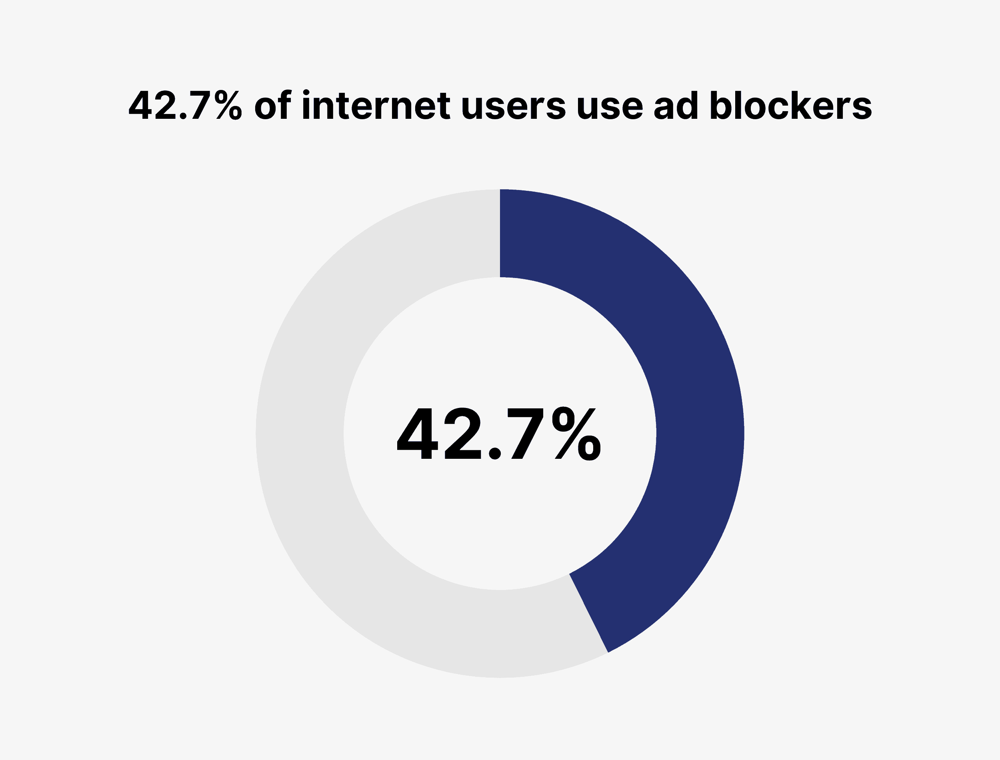 42.7% of internet users use ad blockers
42.7%